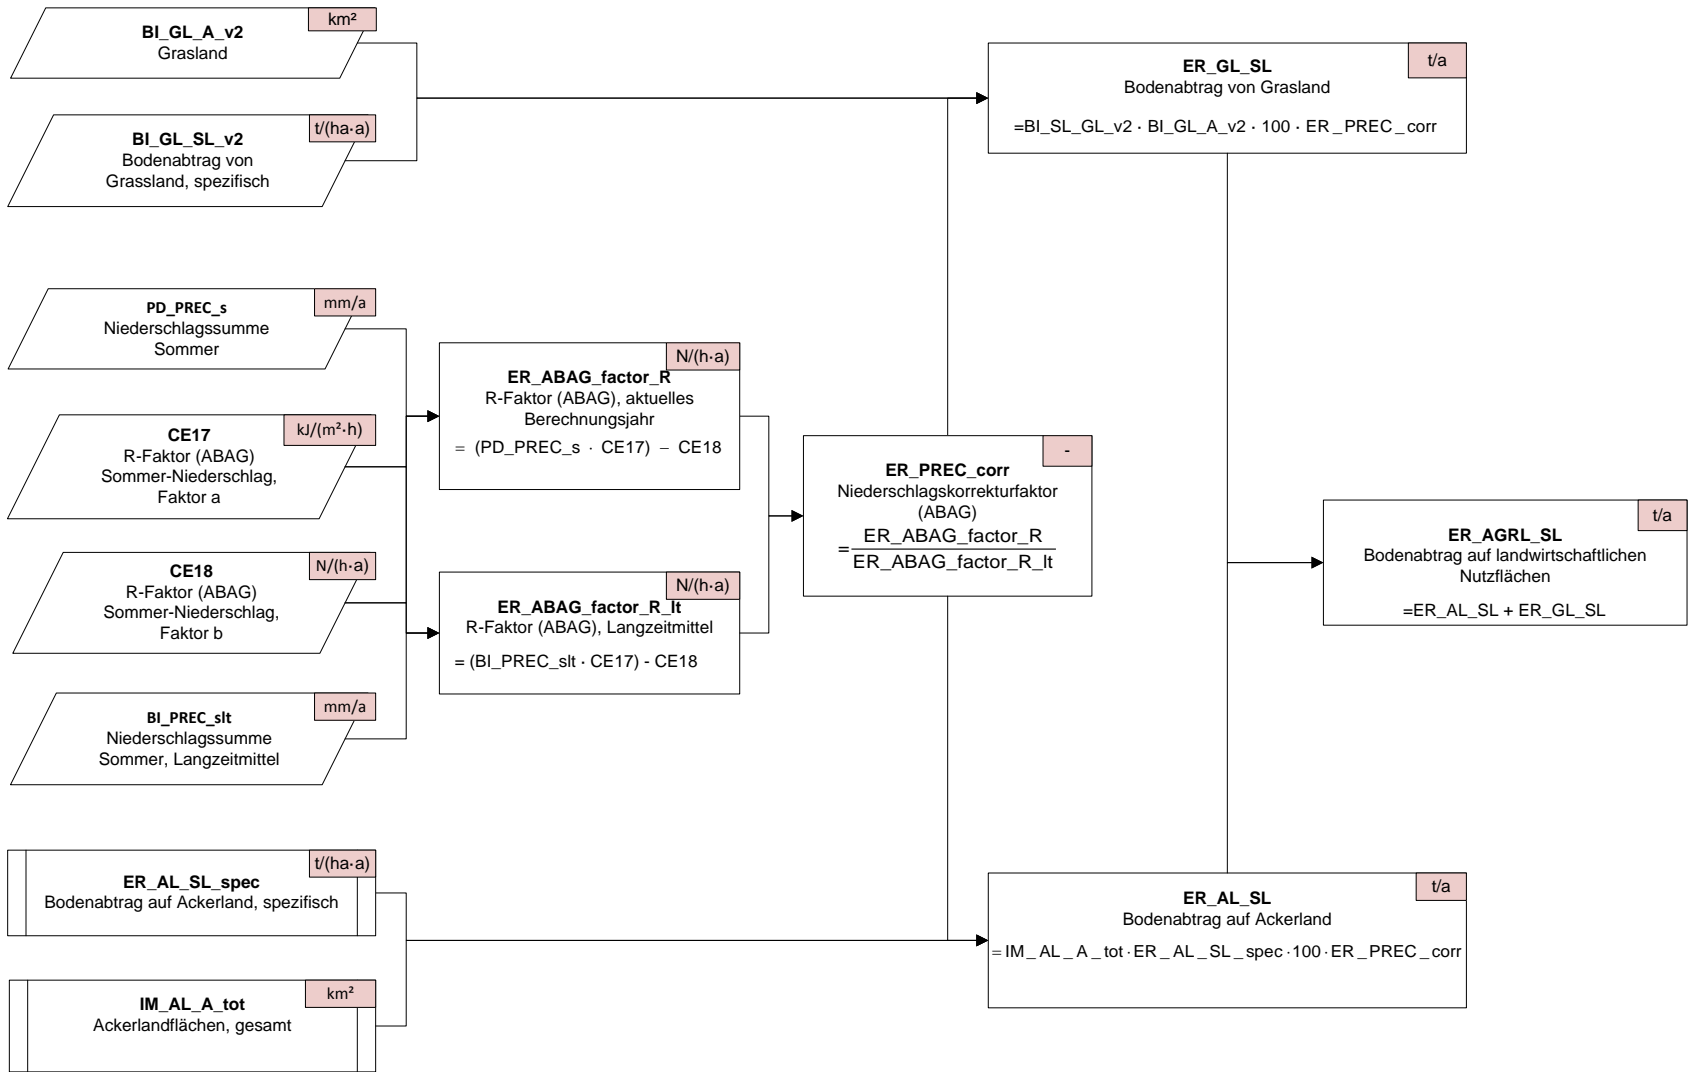 km²
BI_GL_A_v2
Grasland
t/(ha·a)
BI_GL_SL_v2
Bodenabtrag von
Grassland, spezifisch
t/a
ER_GL_SL
Bodenabtrag von Grasland
=BI_SL_GL_v2 · BI_GL_A_v2 · 100 · ER_PREC_corr
mm/a
PD_PREC_s
Niederschlagssumme
Sommer
kJ/(m²·h)
CE17
R-Faktor (ABAG)
Sommer-Niederschlag,
Faktor a
N/(h·a)
CE18
R-Faktor (ABAG)
Sommer-Niederschlag,
Faktor b
mm/a
BI_PREC_slt
Niederschlagssumme
Sommer, Langzeitmittel
N/(h·a)
ER_ABAG_factor_R
R-Faktor (ABAG), aktuelles
Berechnungsjahr
= (PD_PREC_s · CE17) − CE18
N/(h·a)
ER_ABAG_factor_R_lt
R-Faktor (ABAG), Langzeitmittel
= (BI_PREC_slt · CE17) - CE18
-
ER_PREC_corr
Niederschlagskorrekturfaktor
(ABAG)
=ER_ABAG_factor_R
ER_ABAG_factor_R_lt
t/a
ER_AGRL_SL
Bodenabtrag auf landwirtschaftlichen
Nutzflächen
=ER_AL_SL + ER_GL_SL
t/(ha·a)
ER_AL_SL_spec
Bodenabtrag auf Ackerland, spezifisch
km²
IM_AL_A_tot
Ackerlandflächen, gesamt
t/a
ER_AL_SL
Bodenabtrag auf Ackerland
=IM_AL_A_tot·ER_AL_SL_spec·100·ER_PREC_corr